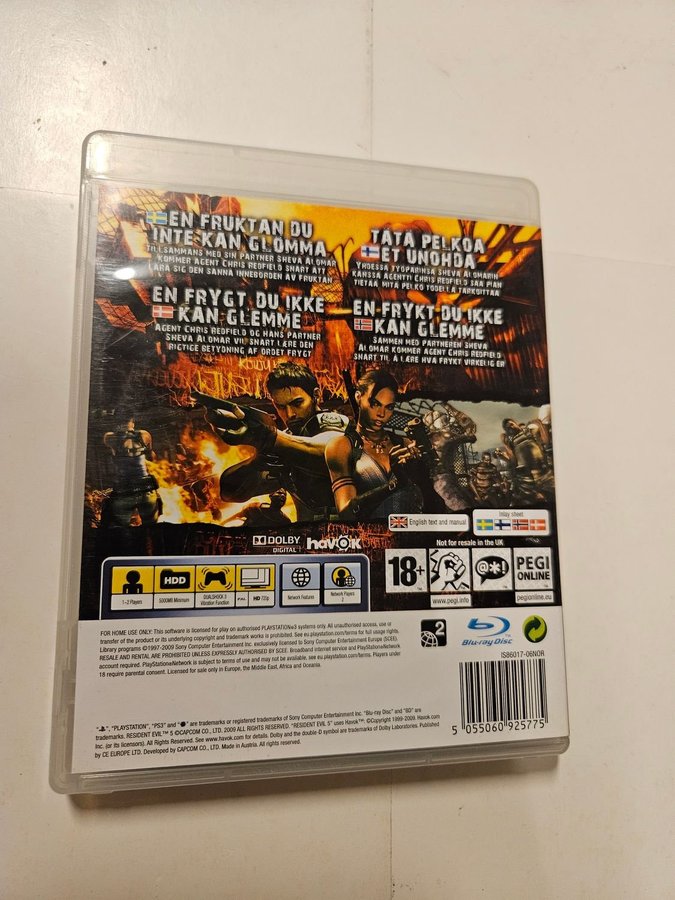 EN FRUKTAN DU
INTE KAN GLÖMMA
TILLSAMMANS MED SIN PARTNER SHEVA ALOMAR
KOMMER AGENT CHRIS REDFIELD SNART ATT
LÄRA SIG DEN SANNA INNEBÖRDEN AV FRUKTAN
TÄTÄ PELKOA
ET UNOHDA
YHDESSÄ TYÖPARINSA SHEVA ALOMARIN
KANSSA AGENTTI CHRIS REDFIELD SAA PIAN
TIETÄÄ MITÄ PELKO TODELLA TARKOITTAA
EN FRYGT DU IKKE
KAN GLEMME
AGENT CHRIS REDFIELD OG HANS PARTNER
SHEVA ALOMAR VIL SNART LÆRE DEN
RIGTIGE BETYDNING AF ORDET FRYGT
EN FRYKT DU IKKE
KAN GLEMME
SAMMEN MED PARTNEREN SHEVA
ALOMAR KOMMER AGENT CHRIS REDFIELD
SNART TIL Å LÆRE HVA FRYKT VIRKELIG ER
English text and manual
Inlay sheet
DOLBY
DIGITAL
havok
Not for resale in the UK
1-2 Players
HDD
5000MB Minimum
DUALSHOCK 3
Vibration Function
PAL
HD 720p
Network Features
Network Players
2
18+
www.pegi.info
@*!
PEGI
ONLINE
pegionline.eu
FOR HOME USE ONLY: This software is licensed for play on authorised PLAYSTATION®3 systems only. All unauthorised access, use or
transfer of the product or its underlying copyright and trademark works is prohibited. See eu.playstation.com/terms for full usage rights.
Library programs ©1997-2009 Sony Computer Entertainment Inc. exclusively licensed to Sony Computer Entertainment Europe (SCEE).
RESALE AND RENTAL ARE PROHIBITED UNLESS EXPRESSLY AUTHORISED BY SCEE. Broadband internet service and PlayStation®Network
account required. PlayStation®Network is subject to terms of use and may not be available, see eu.playstation.com/terms. Players under
18 require parental consent. Licensed for sale only in Europe, the Middle East, Africa and Oceania.
2
Blu-ray Disc
IS86017-06NOR
5 055060 925775
"PLAYSTATION", "PS3" and are trademarks or registered trademarks of Sony Computer Entertainment Inc. "Blu-ray Disc" and "BD" are
trademarks. RESIDENT EVIL™ 5 ©CAPCOM CO., LTD. 2009 ALL RIGHTS RESERVED. "RESIDENT EVIL 5" uses Havok™: ©Copyright 1999-2009. Havok.com
Inc. (or its licensors). All Rights Reserved. See www.havok.com for details. Dolby and the double-D symbol are trademarks of Dolby Laboratories. Published
by CE EUROPE LTD. Developed by CAPCOM CO., LTD. Made in Austria. All rights reserved.